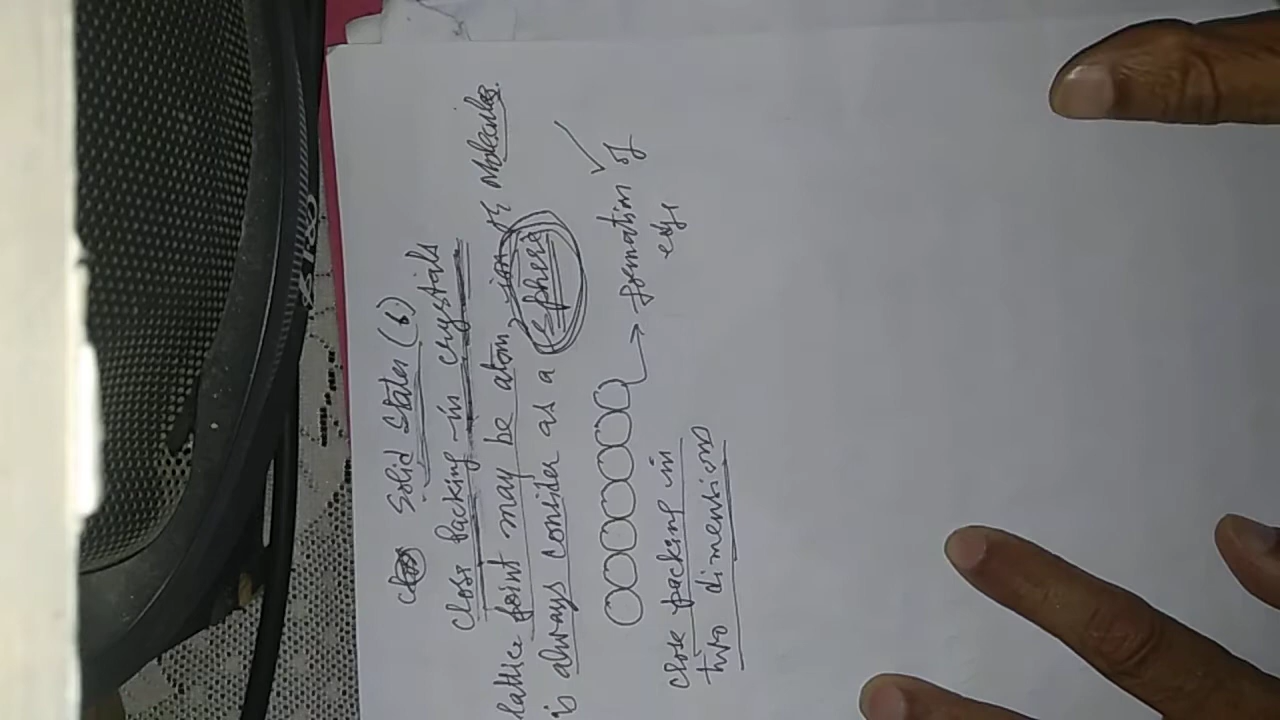 Solid States (6)
Close Packing in crystals
Lattice point may be atom, ion or Molecules.
is always consider as a (sphere)
→ formation of
edge
Close packing in
two dimensions